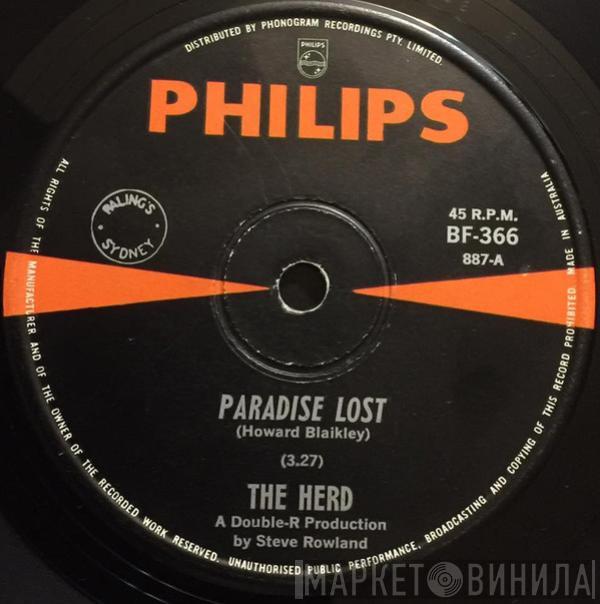 DISTRIBUTED BY PHONOGRAM RECORDINGS PTY. LIMITED.
PHILIPS
PHILIPS
PALING'S
SYDNEY
45 R.P.M.
BF-366
887-A
PARADISE LOST
(Howard Blaikley)
(3.27)
THE HERD
A Double-R Production
by Steve Rowland
ALL RIGHTS OF THE MANUFACTURER AND OF THE OWNER OF THE RECORDED WORK RESERVED. UNAUTHORISED PUBLIC PERFORMANCE, BROADCASTING AND COPYING OF THIS RECORD PROHIBITED. MADE IN AUSTRALIA
МАРКЕТ ВИНИЛА